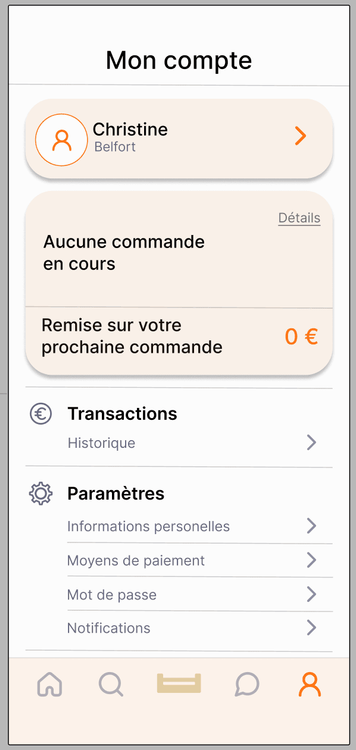 Mon compte
Christine
Belfort
Détails
Aucune commande
en cours
Remise sur votre
prochaine commande
0 €
Transactions
Historique
Paramètres
Informations personelles
Moyens de paiement
Mot de passe
Notifications